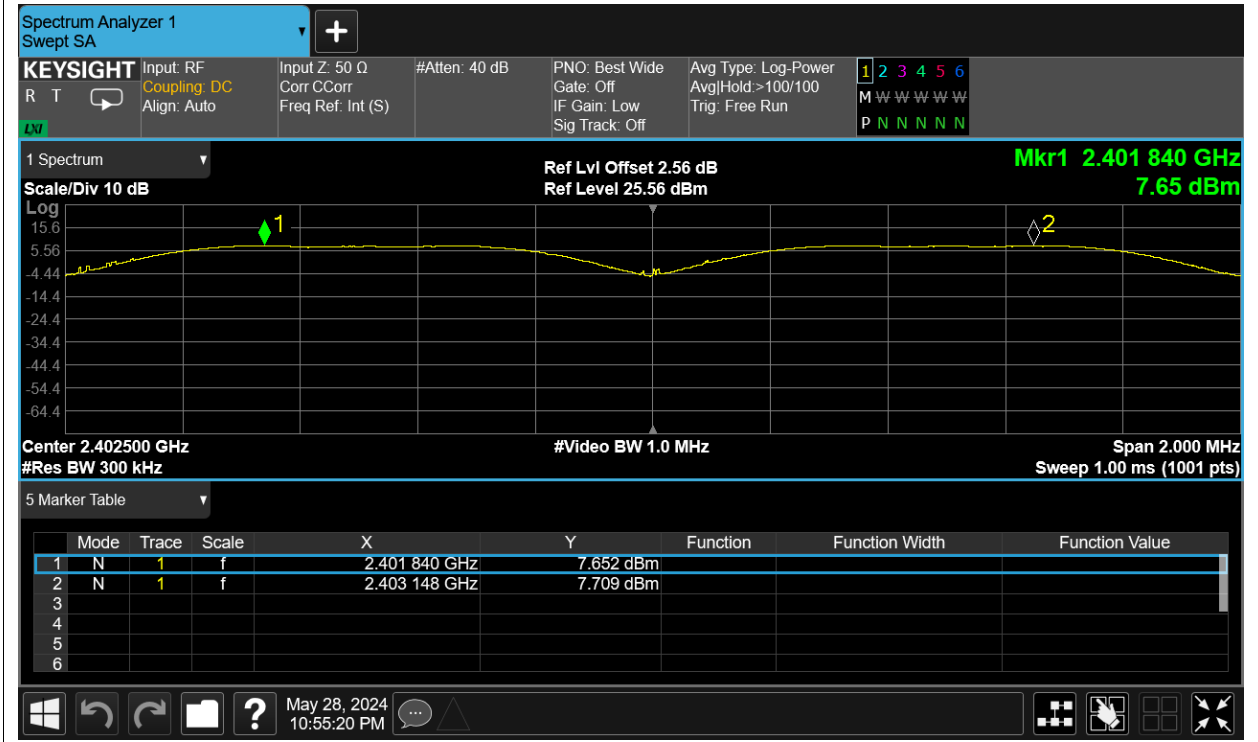 Spectrum Analyzer 1
Swept SA
+
KEYSIGHT
R T
LXI
Input: RF
Coupling: DC
Align: Auto
Input Z: 50 Ω
Corr CCorr
Freq Ref: Int (S)
#Atten: 40 dB
PNO: Best Wide
Gate: Off
IF Gain: Low
Sig Track: Off
Avg Type: Log-Power
Avg|Hold:>100/100
Trig: Free Run
1 2 3 4 5 6
M W W W W W
P N N N N N
1 Spectrum
Scale/Div 10 dB
Ref Lvl Offset 2.56 dB
Ref Level 25.56 dBm
Mkr1 2.401 840 GHz
7.65 dBm
Log
15.6
5.56
-4.44
-14.4
-24.4
-34.4
-44.4
-54.4
-64.4
1
2
Center 2.402500 GHz
#Res BW 300 kHz
#Video BW 1.0 MHz
Span 2.000 MHz
Sweep 1.00 ms (1001 pts)
5 Marker Table
Mode Trace Scale X Y Function Function Width Function Value
1 N 1 f 2.401 840 GHz 7.652 dBm
2 N 1 f 2.403 148 GHz 7.709 dBm
3
4
5
6
?
May 28, 2024
10:55:20 PM